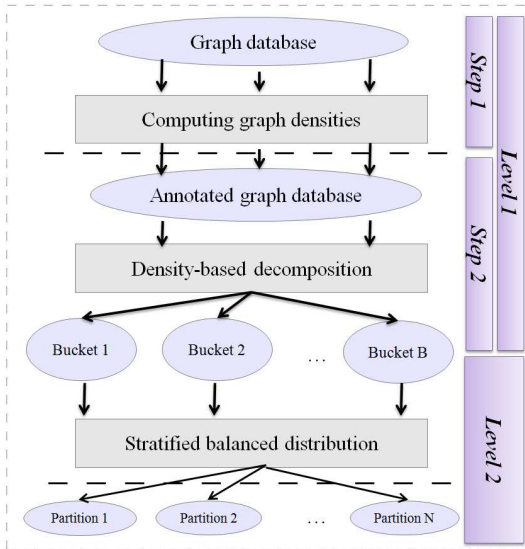 Graph database
Computing graph densities
Step 1
Annotated graph database
Density-based decomposition
Step 2
Level 1
Bucket 1
Bucket 2
...
Bucket B
Stratified balanced distribution
Level 2
Partition 1
Partition 2
...
Partition N